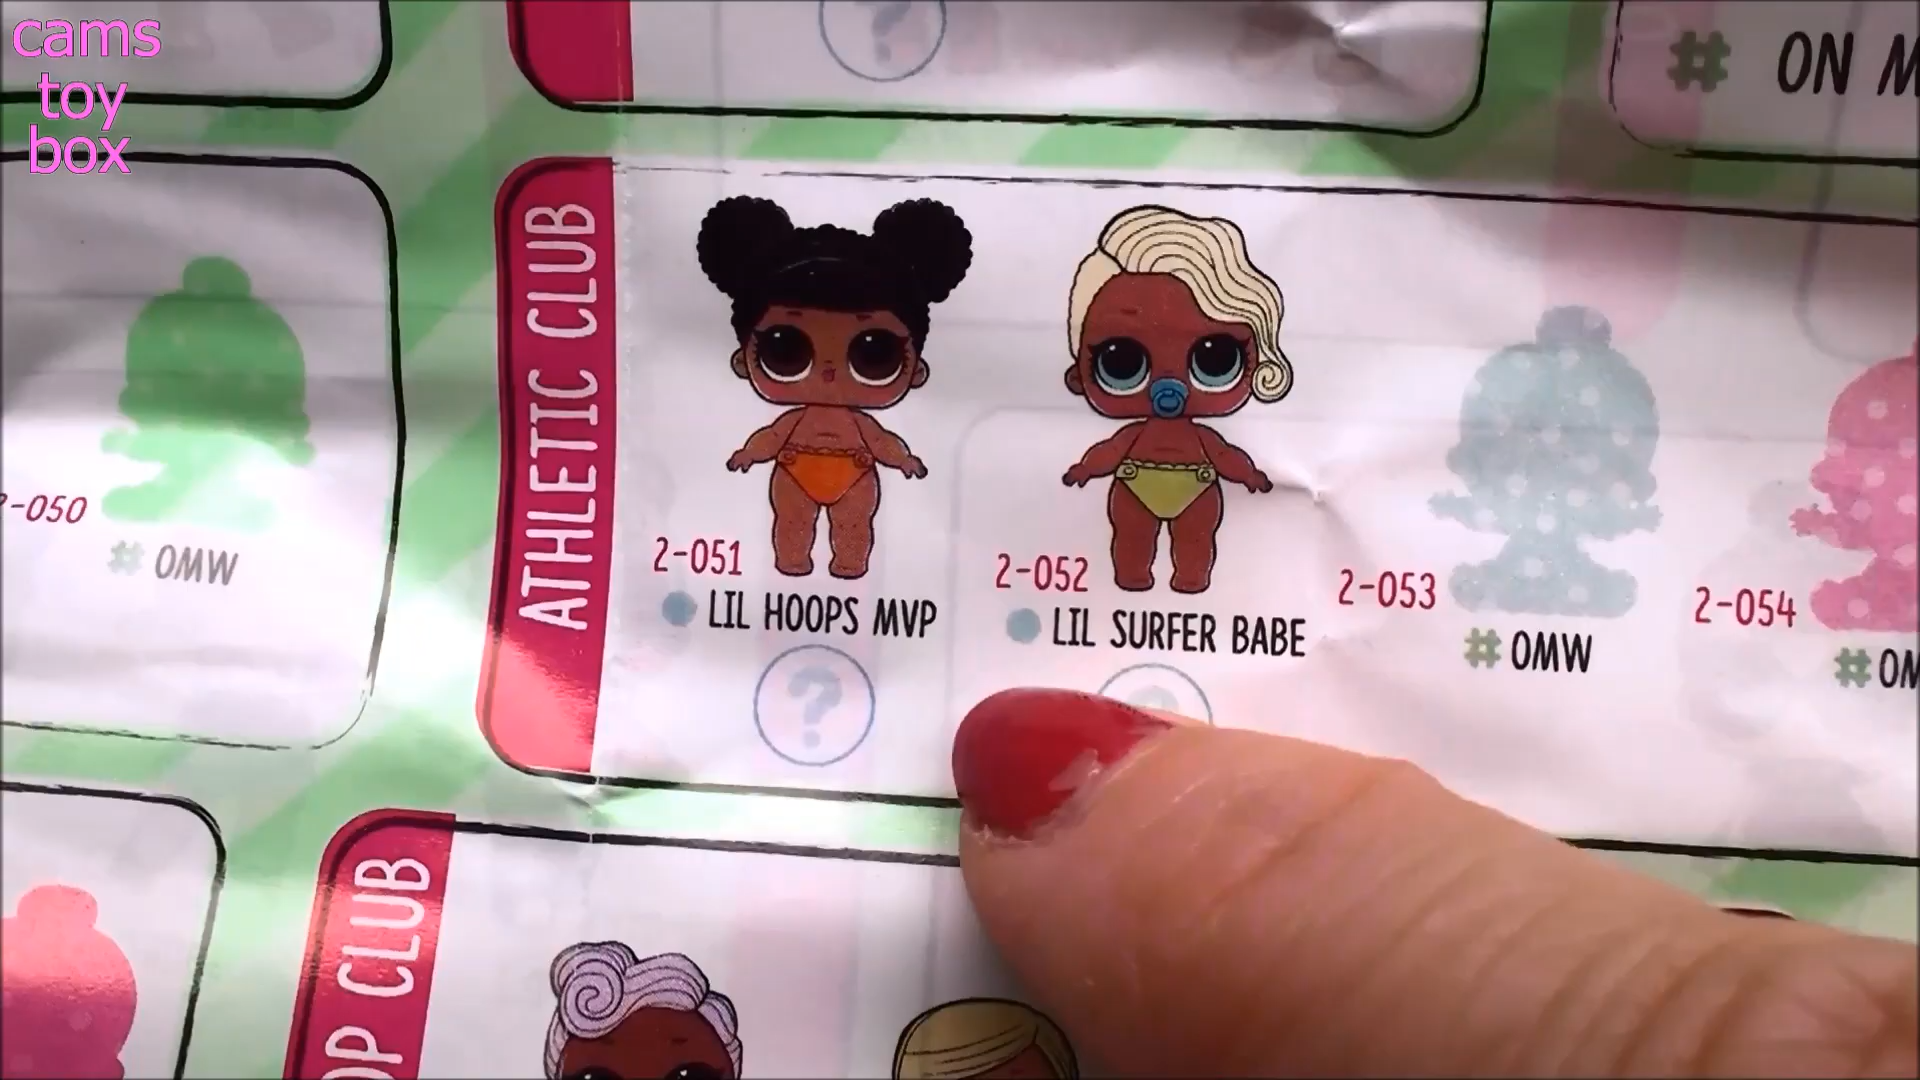 cams
toy
box
?
# ON
-050
# OMW
ATHLETIC CLUB
2-051
LIL HOOPS MVP
?
2-052
LIL SURFER BABE
2-053
# OMW
2-054
#
CLUB